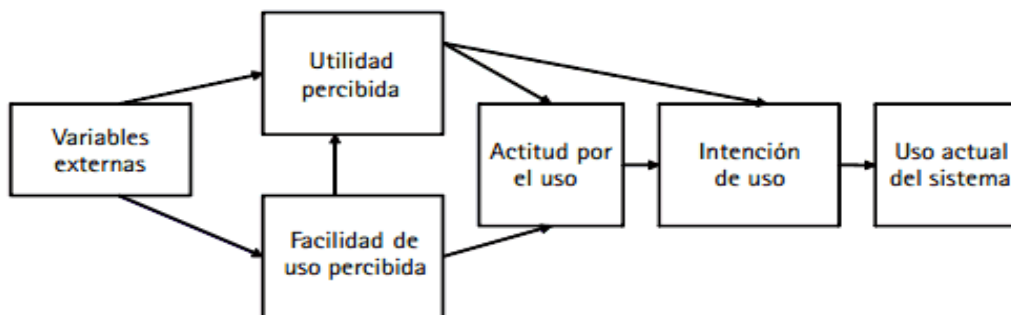 Utilidad
percibida
Variables
externas
Facilidad de
uso percibida
Actitud por
el uso
Intención
de uso
Uso actual
del sistema